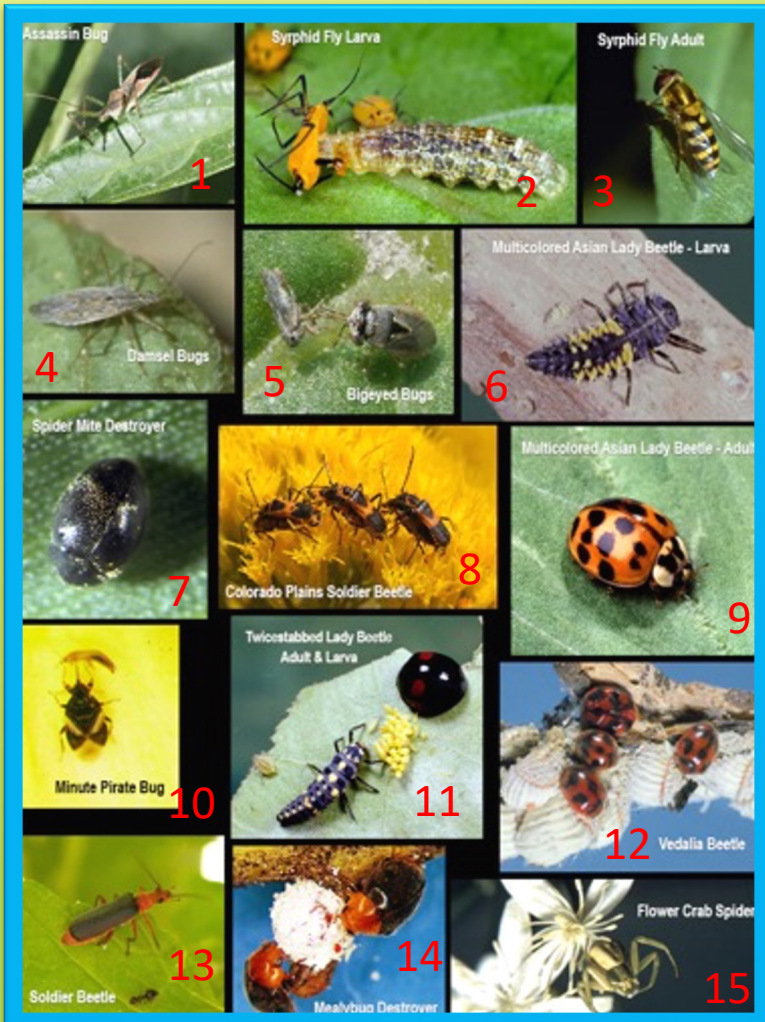 Assassin Bug
1
Syrphid Fly Larva
2
Syrphid Fly Adult
3
Damsel Bugs
4
5
Bigeyed Bugs
Multicolored Asian Lady Beetle - Larva
6
Spider Mite Destroyer
7
8
Colorado Plains Soldier Beetle
Multicolored Asian Lady Beetle - Adult
9
Minute Pirate Bug
10
Twicestabbed Lady Beetle
Adult & Larva
11
12
Vedalia Beetle
13
Soldier Beetle
14
Mealybug Destroyer
Flower Crab Spider
15